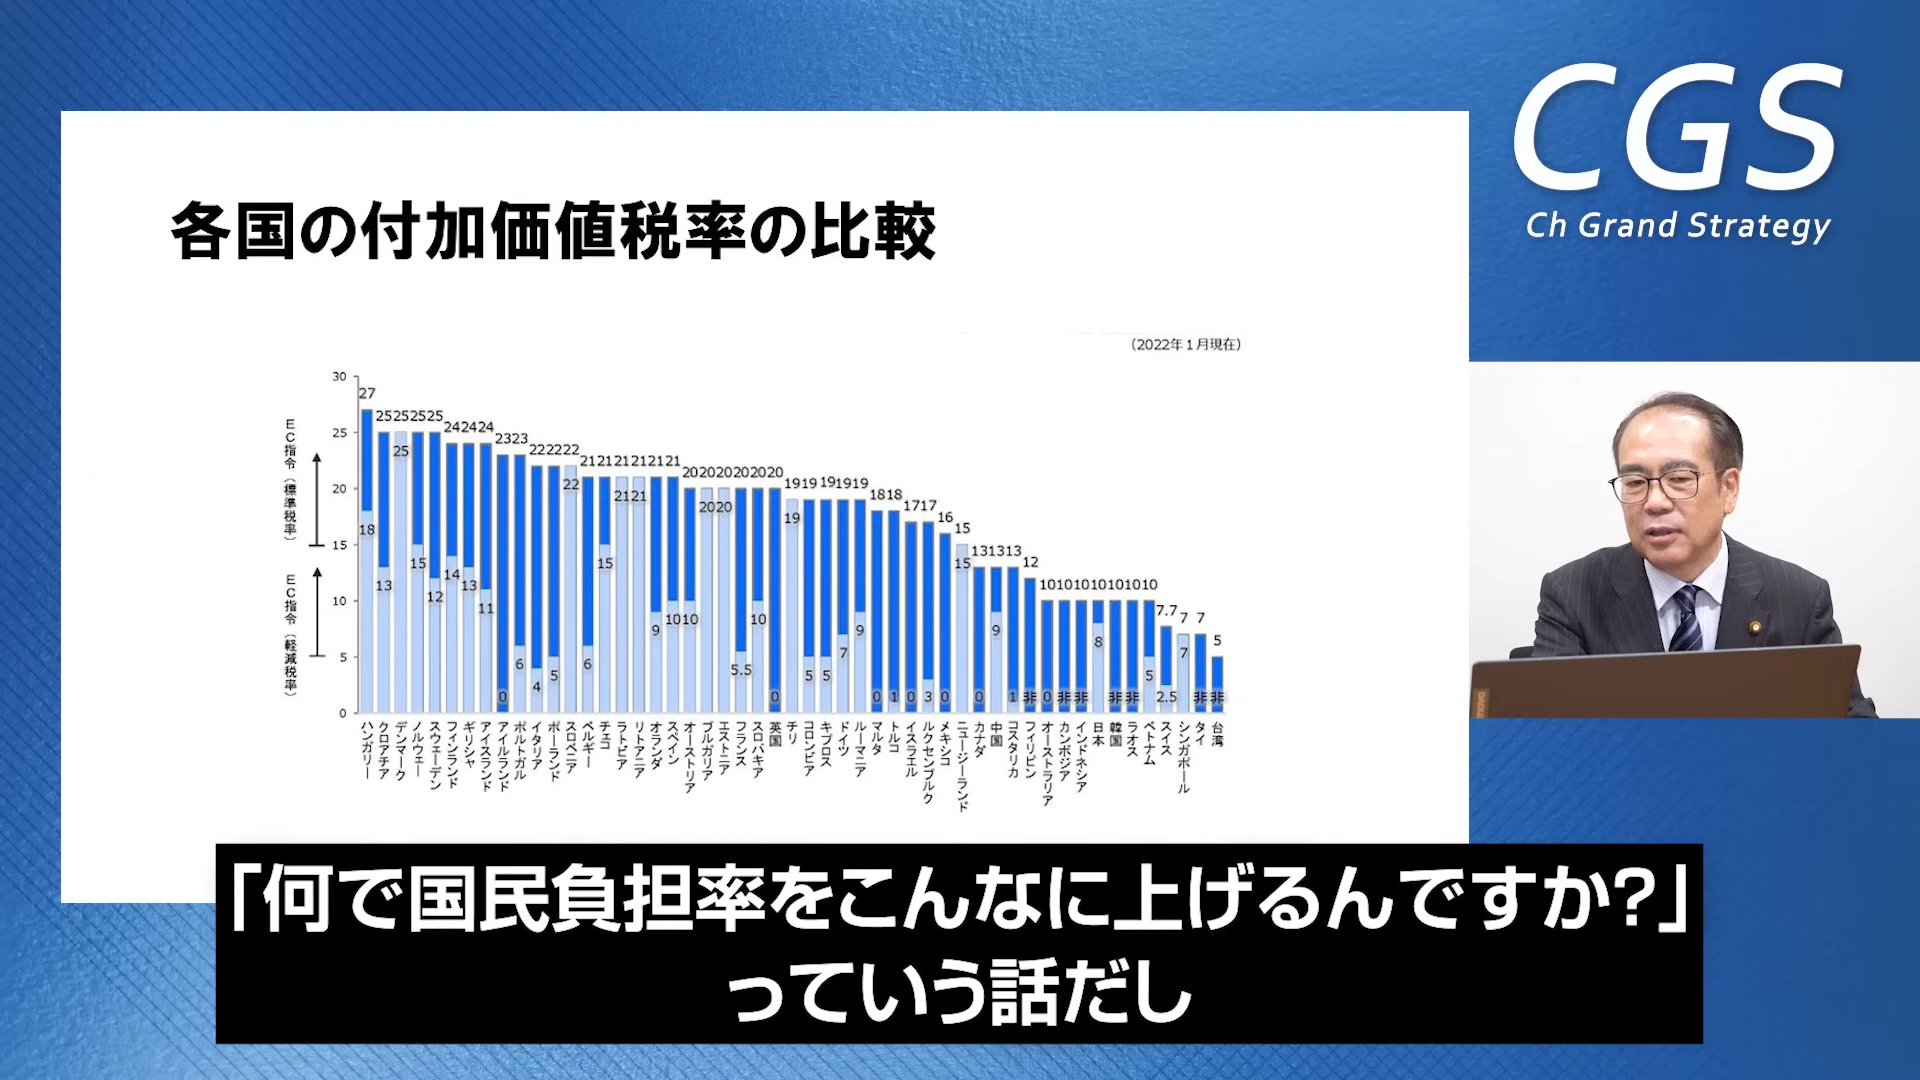 CGS
Ch Grand Strategy
各国の付加価値税率の比較
(2022年1月現在)
EC指令(標準税率)
EC指令(軽減税率)
30
25
20
15
10
5
0
27 25 25 25 25 24 24 24 23 23 22 22 22 21 21 21 21 21 21 20 20 20 20 20 20 19 19 19 19 19 18 18 17 17 16 15 13 13 13 12 10 10 10 10 10 10 10 7.7 7 7 5
18 13 25 15 12 14 13 11 0 6 4 5 22 6 15 21 21 9 10 10 20 20 5.5 10 0 19 5 5 7 9 0 1 0 3 0 15 0 9 1 非 0 非 非 8 非 非 5 2.5 7 非 非
ハンガリー
クロアチア
デンマーク
ノルウェー
スウェーデン
フィンランド
ギリシャ
アイスランド
アイルランド
ポルトガル
イタリア
ポーランド
スロベニア
ベルギー
チェコ
ラトビア
リトアニア
オランダ
スペイン
オーストリア
ブルガリア
エストニア
フランス
スロバキア
英国
チリ
コロンビア
キプロス
ドイツ
ルーマニア
マルタ
トルコ
イスラエル
ルクセンブルク
メキシコ
ニュージーランド
カナダ
中国
コスタリカ
フィリピン
オーストラリア
カンボジア
インドネシア
日本
韓国
ラオス
ベトナム
スイス
シンガポール
タイ
台湾
「何で国民負担率をこんなに上げるんですか?」
っていう話だし